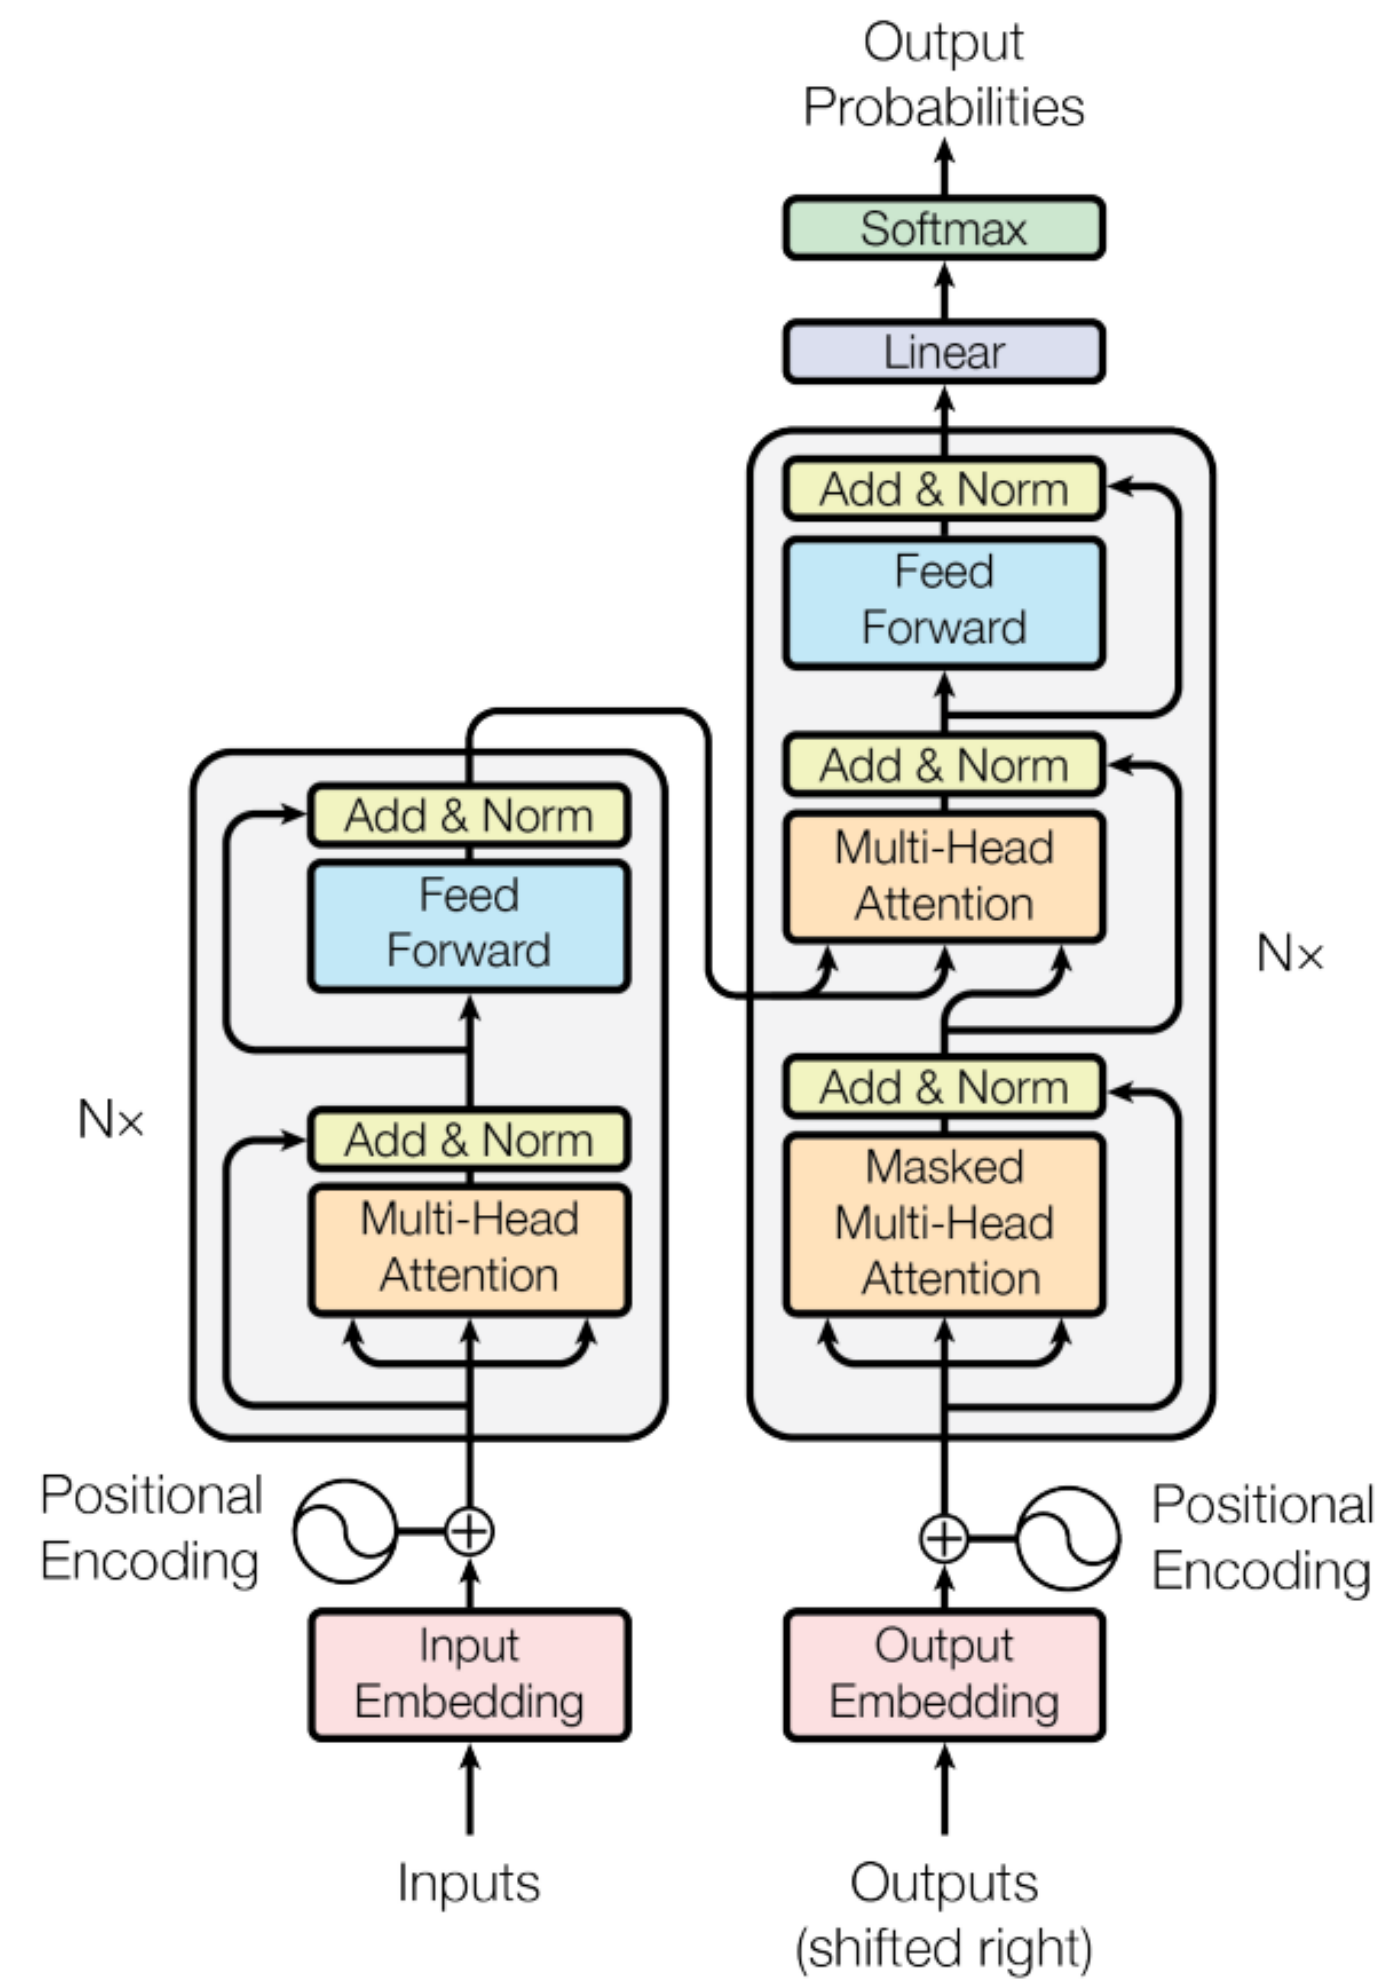 Output
Probabilities
Softmax
Linear
Add & Norm
Feed
Forward
Add & Norm
Multi-Head
Attention
Nx
Add & Norm
Masked
Multi-Head
Attention
Add & Norm
Feed
Forward
Nx
Add & Norm
Multi-Head
Attention
Positional
Encoding
Positional
Encoding
Input
Embedding
Output
Embedding
Inputs
Outputs
(shifted right)